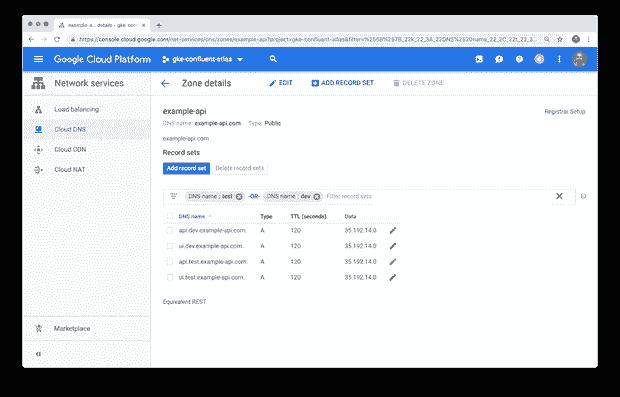 example-a... details - gke-conf
https://console.cloud.google.com/net-services/dns/zones/example-api?project=gke-confluent-atlas&filter=
Google Cloud Platform
gke-confluent-atlas
Network services
Zone details
EDIT
ADD RECORD SET
DELETE ZONE
Load balancing
Cloud DNS
Cloud CDN
Cloud NAT
example-api
Registrar Setup
DNS name: example-api.com. Type: Public
example-api.com
Record sets
Add record set
Delete record sets
DNS name : test -OR- DNS name : dev Filter record sets
DNS name Type TTL (seconds) Data
api.dev.example-api.com. A 120 35.192.14.0
ui.dev.example-api.com. A 120 35.192.14.0
api.test.example-api.com. A 120 35.192.14.0
ui.test.example-api.com. A 120 35.192.14.0
Equivalent REST
Marketplace